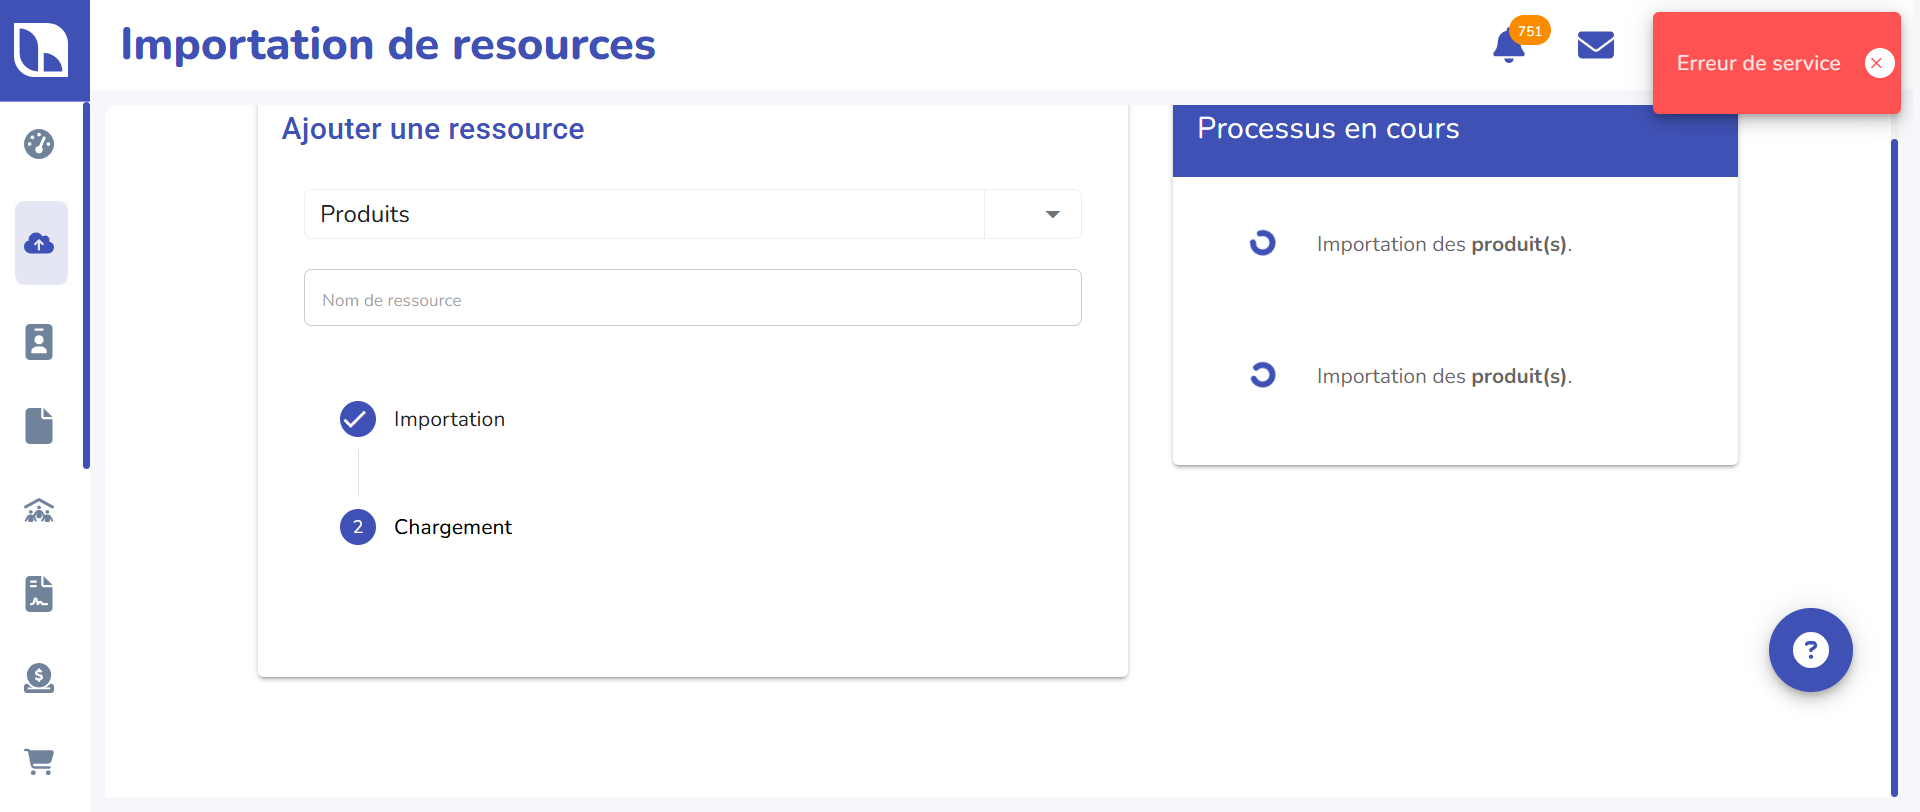 Importation de resources
751
Erreur de service
Ajouter une ressource
Produits
Nom de ressource
Importation
2
Chargement
Processus en cours
Importation des produit(s).
Importation des produit(s).
?
$